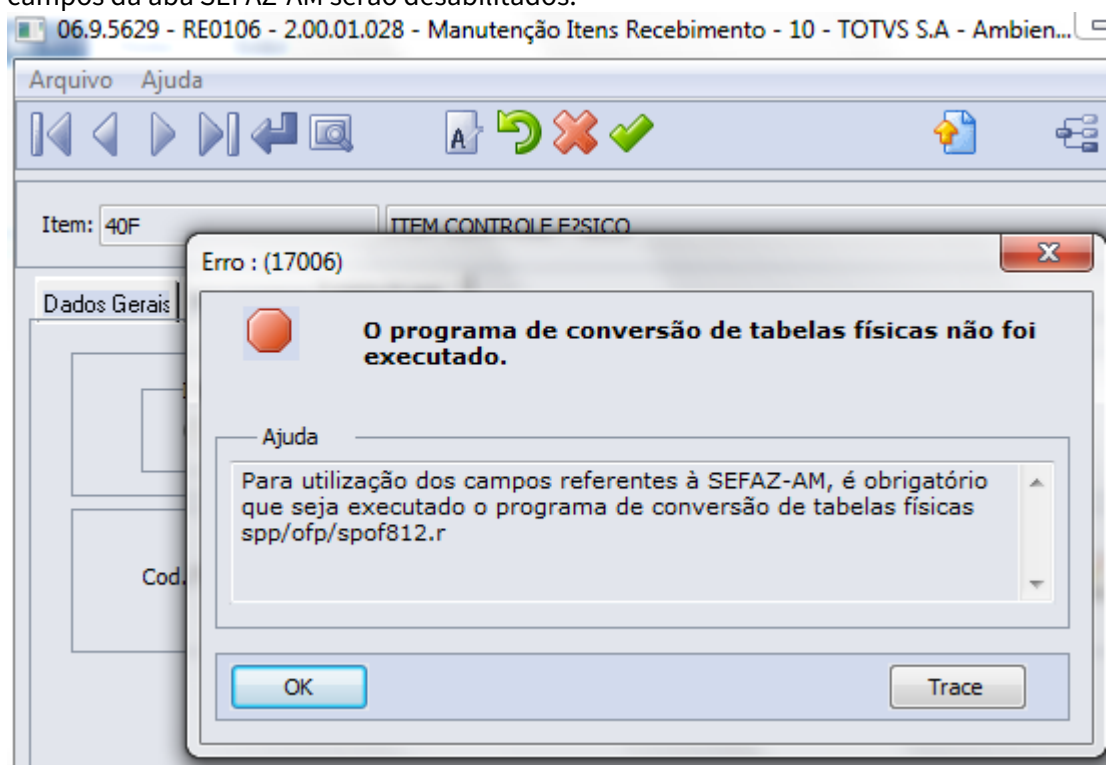 campos da aba SEFAZ-AM serão desabilitados.
06.9.5629 - RE0106 - 2.00.01.028 - Manutenção Itens Recebimento - 10 - TOTVS S.A - Ambien...
Arquivo Ajuda
Item: 40F ITEM CONTROLE F?SICO
Erro : (17006)
Dados Gerais
O programa de conversão de tabelas físicas não foi
executado.
Ajuda
Para utilização dos campos referentes à SEFAZ-AM, é obrigatório
que seja executado o programa de conversão de tabelas físicas
spp/ofp/spof812.r
Cod.
OK Trace